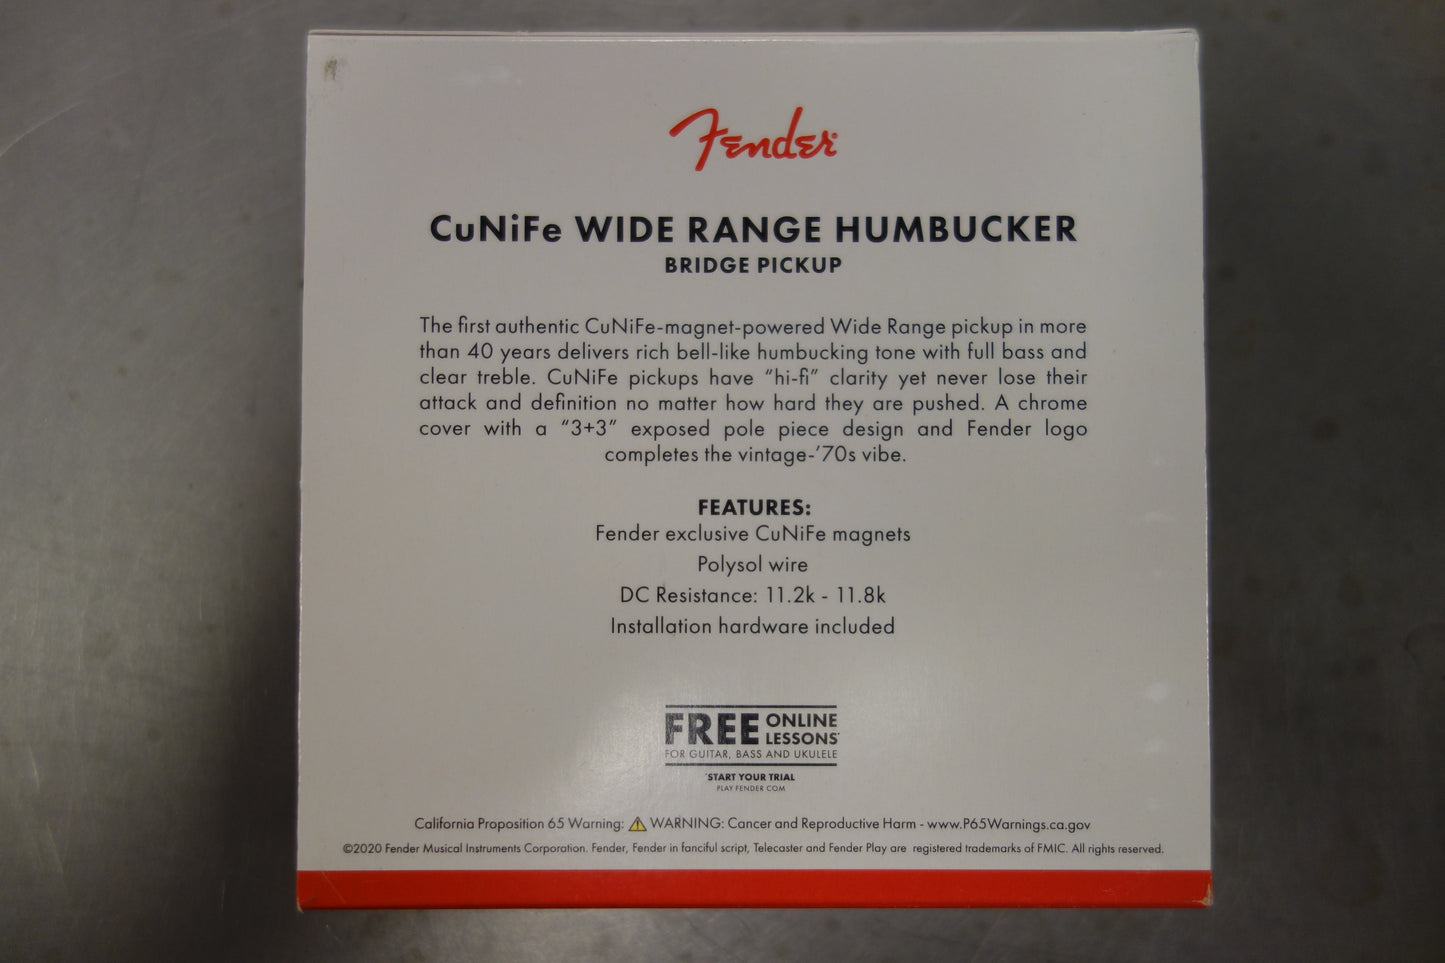 Fender®
CuNiFe WIDE RANGE HUMBUCKER
BRIDGE PICKUP
The first authentic CuNiFe-magnet-powered Wide Range pickup in more
than 40 years delivers rich bell-like humbucking tone with full bass and
clear treble. CuNiFe pickups have “hi-fi” clarity yet never lose their
attack and definition no matter how hard they are pushed. A chrome
cover with a “3+3” exposed pole piece design and Fender logo
completes the vintage-’70s vibe.
FEATURES:
Fender exclusive CuNiFe magnets
Polysol wire
DC Resistance: 11.2k - 11.8k
Installation hardware included
FREE ONLINE
LESSONS*
FOR GUITAR, BASS AND UKULELE
*START YOUR TRIAL
PLAY.FENDER.COM
California Proposition 65 Warning: ⚠ WARNING: Cancer and Reproductive Harm - www.P65Warnings.ca.gov
©2020 Fender Musical Instruments Corporation. Fender, Fender in fanciful script, Telecaster and Fender Play are registered trademarks of FMIC. All rights reserved.